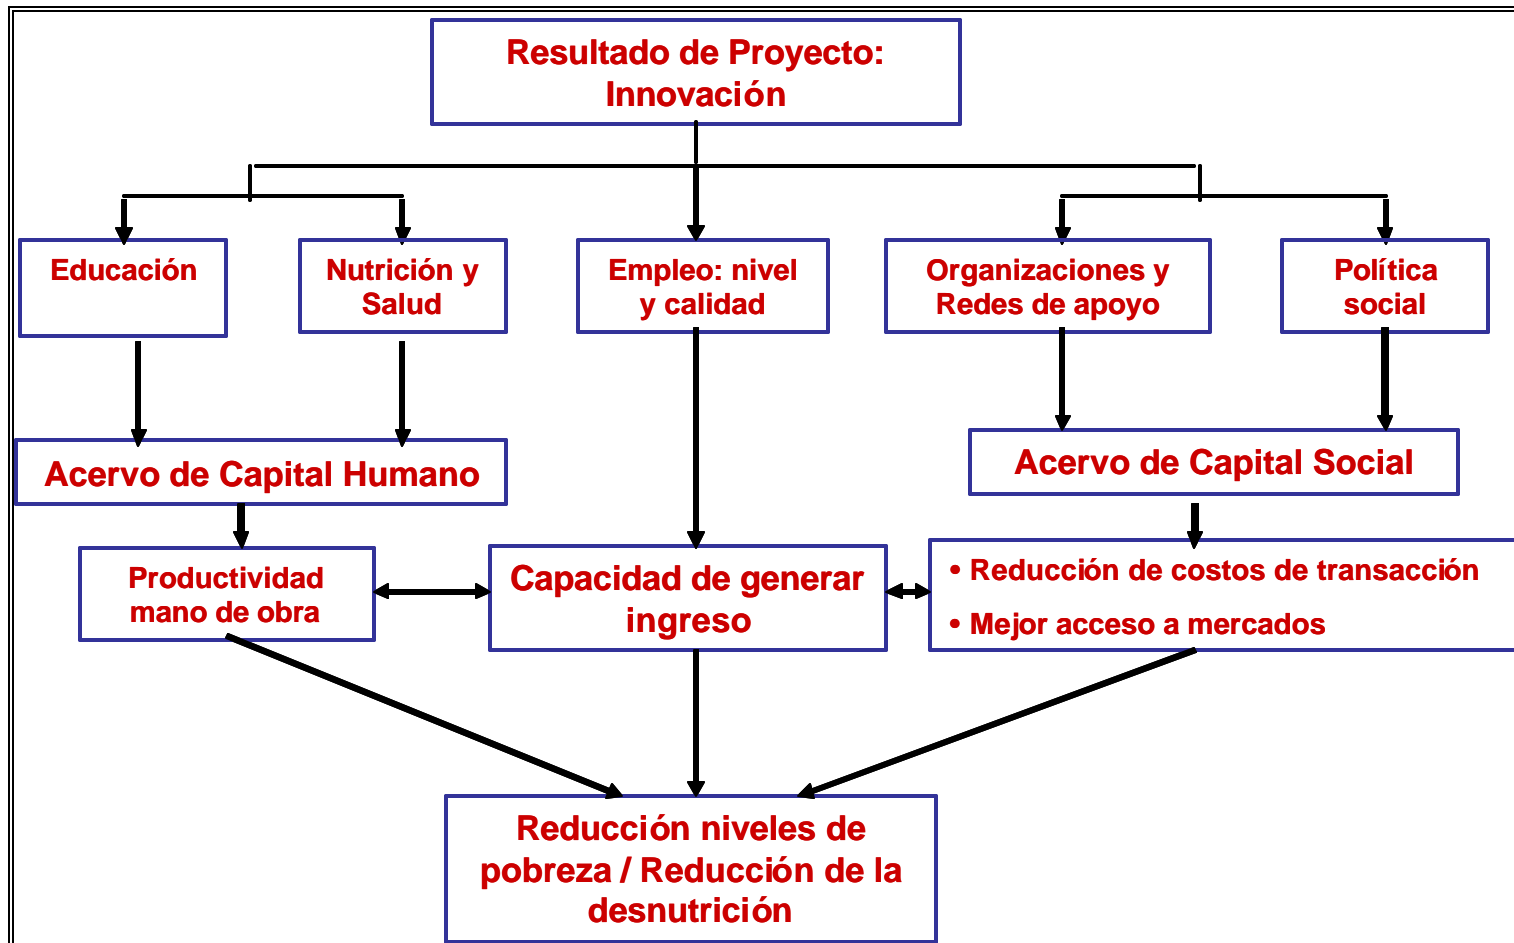 Resultado de Proyecto:
Innovación
Educación
Nutrición y
Salud
Empleo: nivel
y calidad
Organizaciones y
Redes de apoyo
Política
social
Acervo de Capital Humano
Acervo de Capital Social
Productividad
mano de obra
Capacidad de generar
ingreso
• Reducción de costos de transacción
• Mejor acceso a mercados
Reducción niveles de
pobreza / Reducción de la
desnutrición